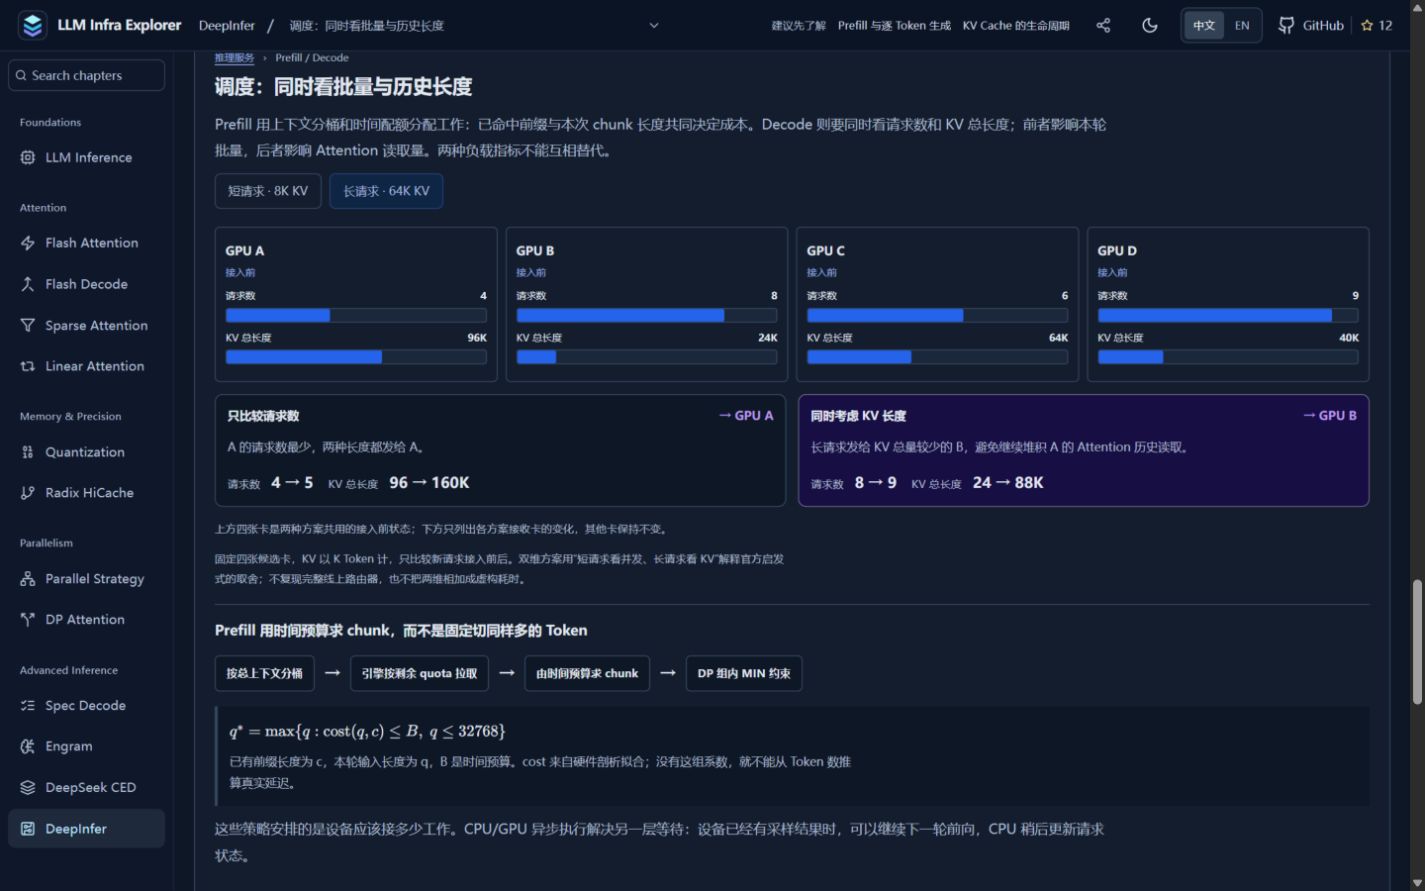 LLM Infra Explorer
DeepInfer / 调度：同时看批量与历史长度
建议先了解 Prefill 与逐 Token 生成 KV Cache 的生命周期
中文 EN
GitHub
12
Search chapters
Foundations
LLM Inference
Attention
Flash Attention
Flash Decode
Sparse Attention
Linear Attention
Memory & Precision
Quantization
Radix HiCache
Parallelism
Parallel Strategy
DP Attention
Advanced Inference
Spec Decode
Engram
DeepSeek CED
DeepInfer
推理服务 › Prefill / Decode
调度：同时看批量与历史长度
Prefill 用上下文分桶和时间配额分配工作：已命中前缀与本次 chunk 长度共同决定成本。Decode 则要同时看请求数和 KV 总长度；前者影响本轮
批量，后者影响 Attention 读取量。两种负载指标不能互相替代。
短请求 · 8K KV
长请求 · 64K KV
GPU A
接入前
请求数 4
KV 总长度 96K
GPU B
接入前
请求数 8
KV 总长度 24K
GPU C
接入前
请求数 6
KV 总长度 64K
GPU D
接入前
请求数 9
KV 总长度 40K
只比较请求数 → GPU A
A 的请求数最少，两种长度都发给 A。
请求数 4 → 5 KV 总长度 96 → 160K
同时考虑 KV 长度 → GPU B
长请求发给 KV 总量较少的 B，避免继续堆积 A 的 Attention 历史读取。
请求数 8 → 9 KV 总长度 24 → 88K
上方四张卡是两种方案共用的接入前状态；下方只列出各方案接收卡的变化，其他卡保持不变。
固定四张候选卡，KV 以 K Token 计，只比较新请求接入前后。双维方案用“短请求看并发、长请求看 KV”解释官方启发
式的取舍；不复现完整线上路由器，也不把两维相加成虚构耗时。
Prefill 用时间预算求 chunk，而不是固定切同样多的 Token
按总上下文分桶 → 引擎按剩余 quota 拉取 → 由时间预算求 chunk → DP 组内 MIN 约束
q* = max{q : cost(q, c) ≤ B, q ≤ 32768}
已有前缀长度为 c，本轮输入长度为 q，B 是时间预算。cost 来自硬件剖析拟合；没有这组系数，就不能从 Token 数推
算真实延迟。
这些策略安排的是设备应该接多少工作。CPU/GPU 异步执行解决另一层等待：设备已经有采样结果时，可以继续下一轮前向，CPU 稍后更新请求
状态。